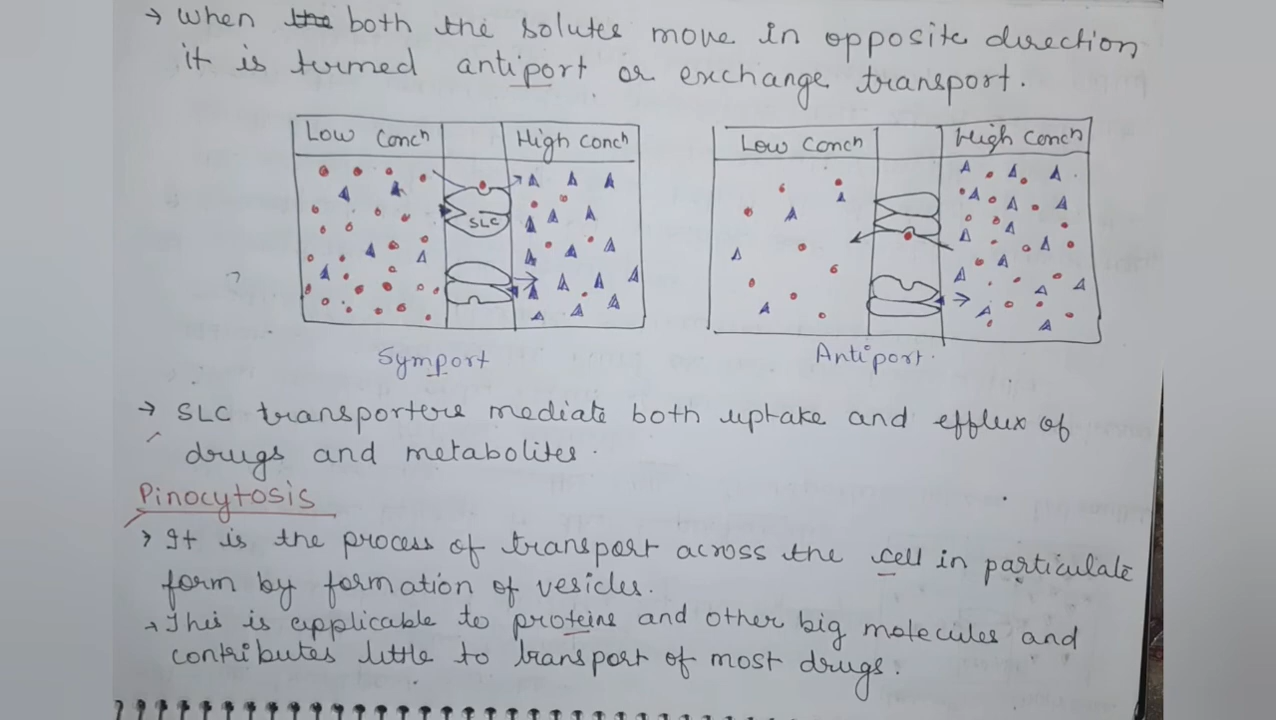 → When the both the solutes move in opposite direction
it is termed antiport or exchange transport.
Low Concn High Concn
Low Concn High Concn
SLC
Symport
Antiport.
→ SLC transporters mediate both uptake and efflux of
drugs and metabolites.
Pinocytosis
→ It is the process of transport across the cell in particulate
form by formation of vesicles.
→ This is applicable to proteins and other big molecules and
contributes little to transport of most drugs.